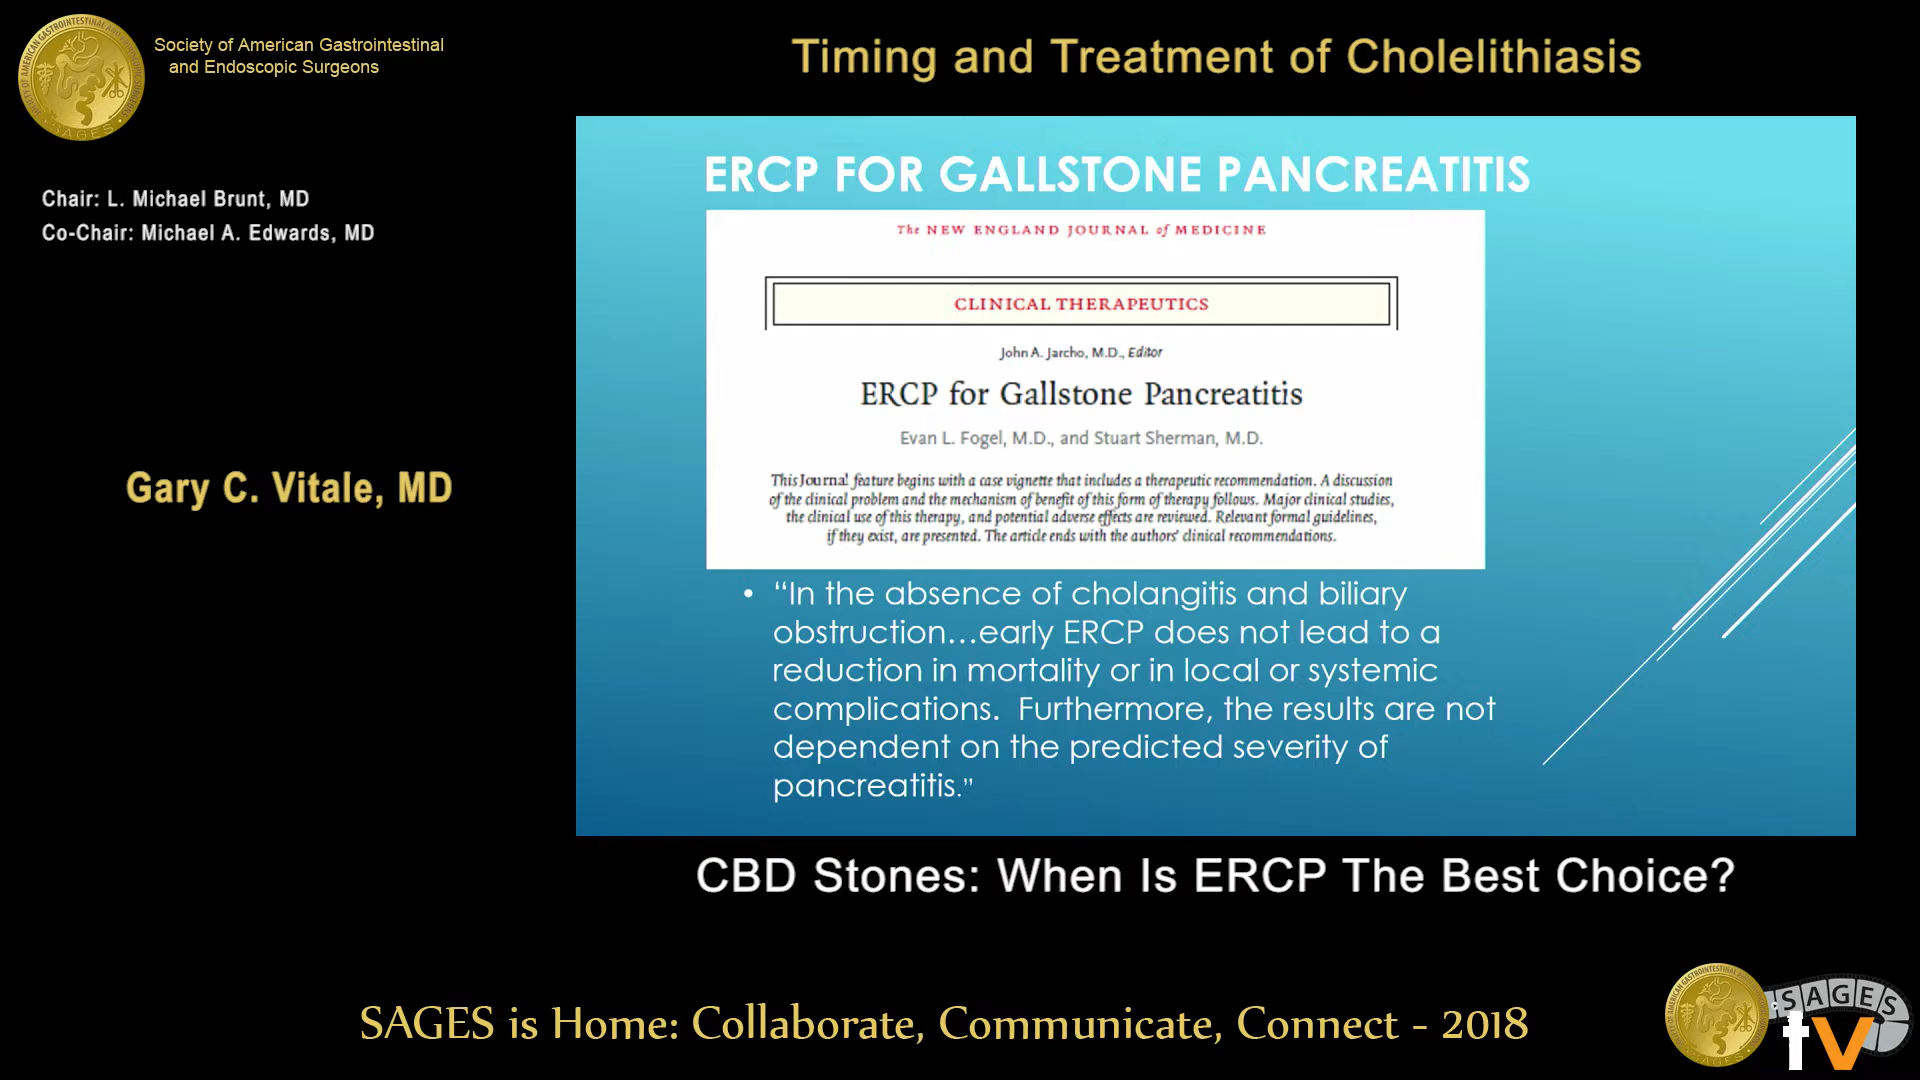 Society of American Gastrointestinal
and Endoscopic Surgeons
Timing and Treatment of Cholelithiasis
Chair: L. Michael Brunt, MD
Co-Chair: Michael A. Edwards, MD
Gary C. Vitale, MD
ERCP FOR GALLSTONE PANCREATITIS
The NEW ENGLAND JOURNAL of MEDICINE
CLINICAL THERAPEUTICS
John A. Jarcho, M.D., Editor
ERCP for Gallstone Pancreatitis
Evan L. Fogel, M.D., and Stuart Sherman, M.D.
This Journal feature begins with a case vignette that includes a therapeutic recommendation. A discussion
of the clinical problem and the mechanism of benefit of this form of therapy follows. Major clinical studies,
the clinical use of this therapy, and potential adverse effects are reviewed. Relevant formal guidelines,
if they exist, are presented. The article ends with the authors' clinical recommendations.
• “In the absence of cholangitis and biliary
obstruction…early ERCP does not lead to a
reduction in mortality or in local or systemic
complications.  Furthermore, the results are not
dependent on the predicted severity of
pancreatitis.”
CBD Stones: When Is ERCP The Best Choice?
SAGES is Home: Collaborate, Communicate, Connect - 2018
SAGES
tv